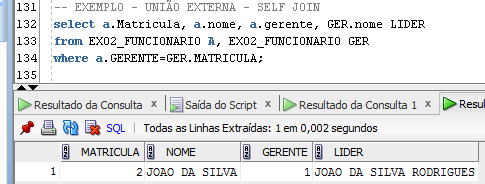 131 -- EXEMPLO - UNIÃO EXTERNA - SELF JOIN
132 select a.Matricula, a.nome, a.gerente, GER.nome LIDER
133 from EX02_FUNCIONARIO A, EX02_FUNCIONARIO GER
134 where a.GERENTE=GER.MATRICULA;
135
Resultado da Consulta x Saída do Script x Resultado da Consulta 1 x Resu
SQL | Todas as Linhas Extraídas: 1 em 0,002 segundos
MATRICULA NOME GERENTE LIDER
1 2 JOAO DA SILVA 1 JOAO DA SILVA RODRIGUES